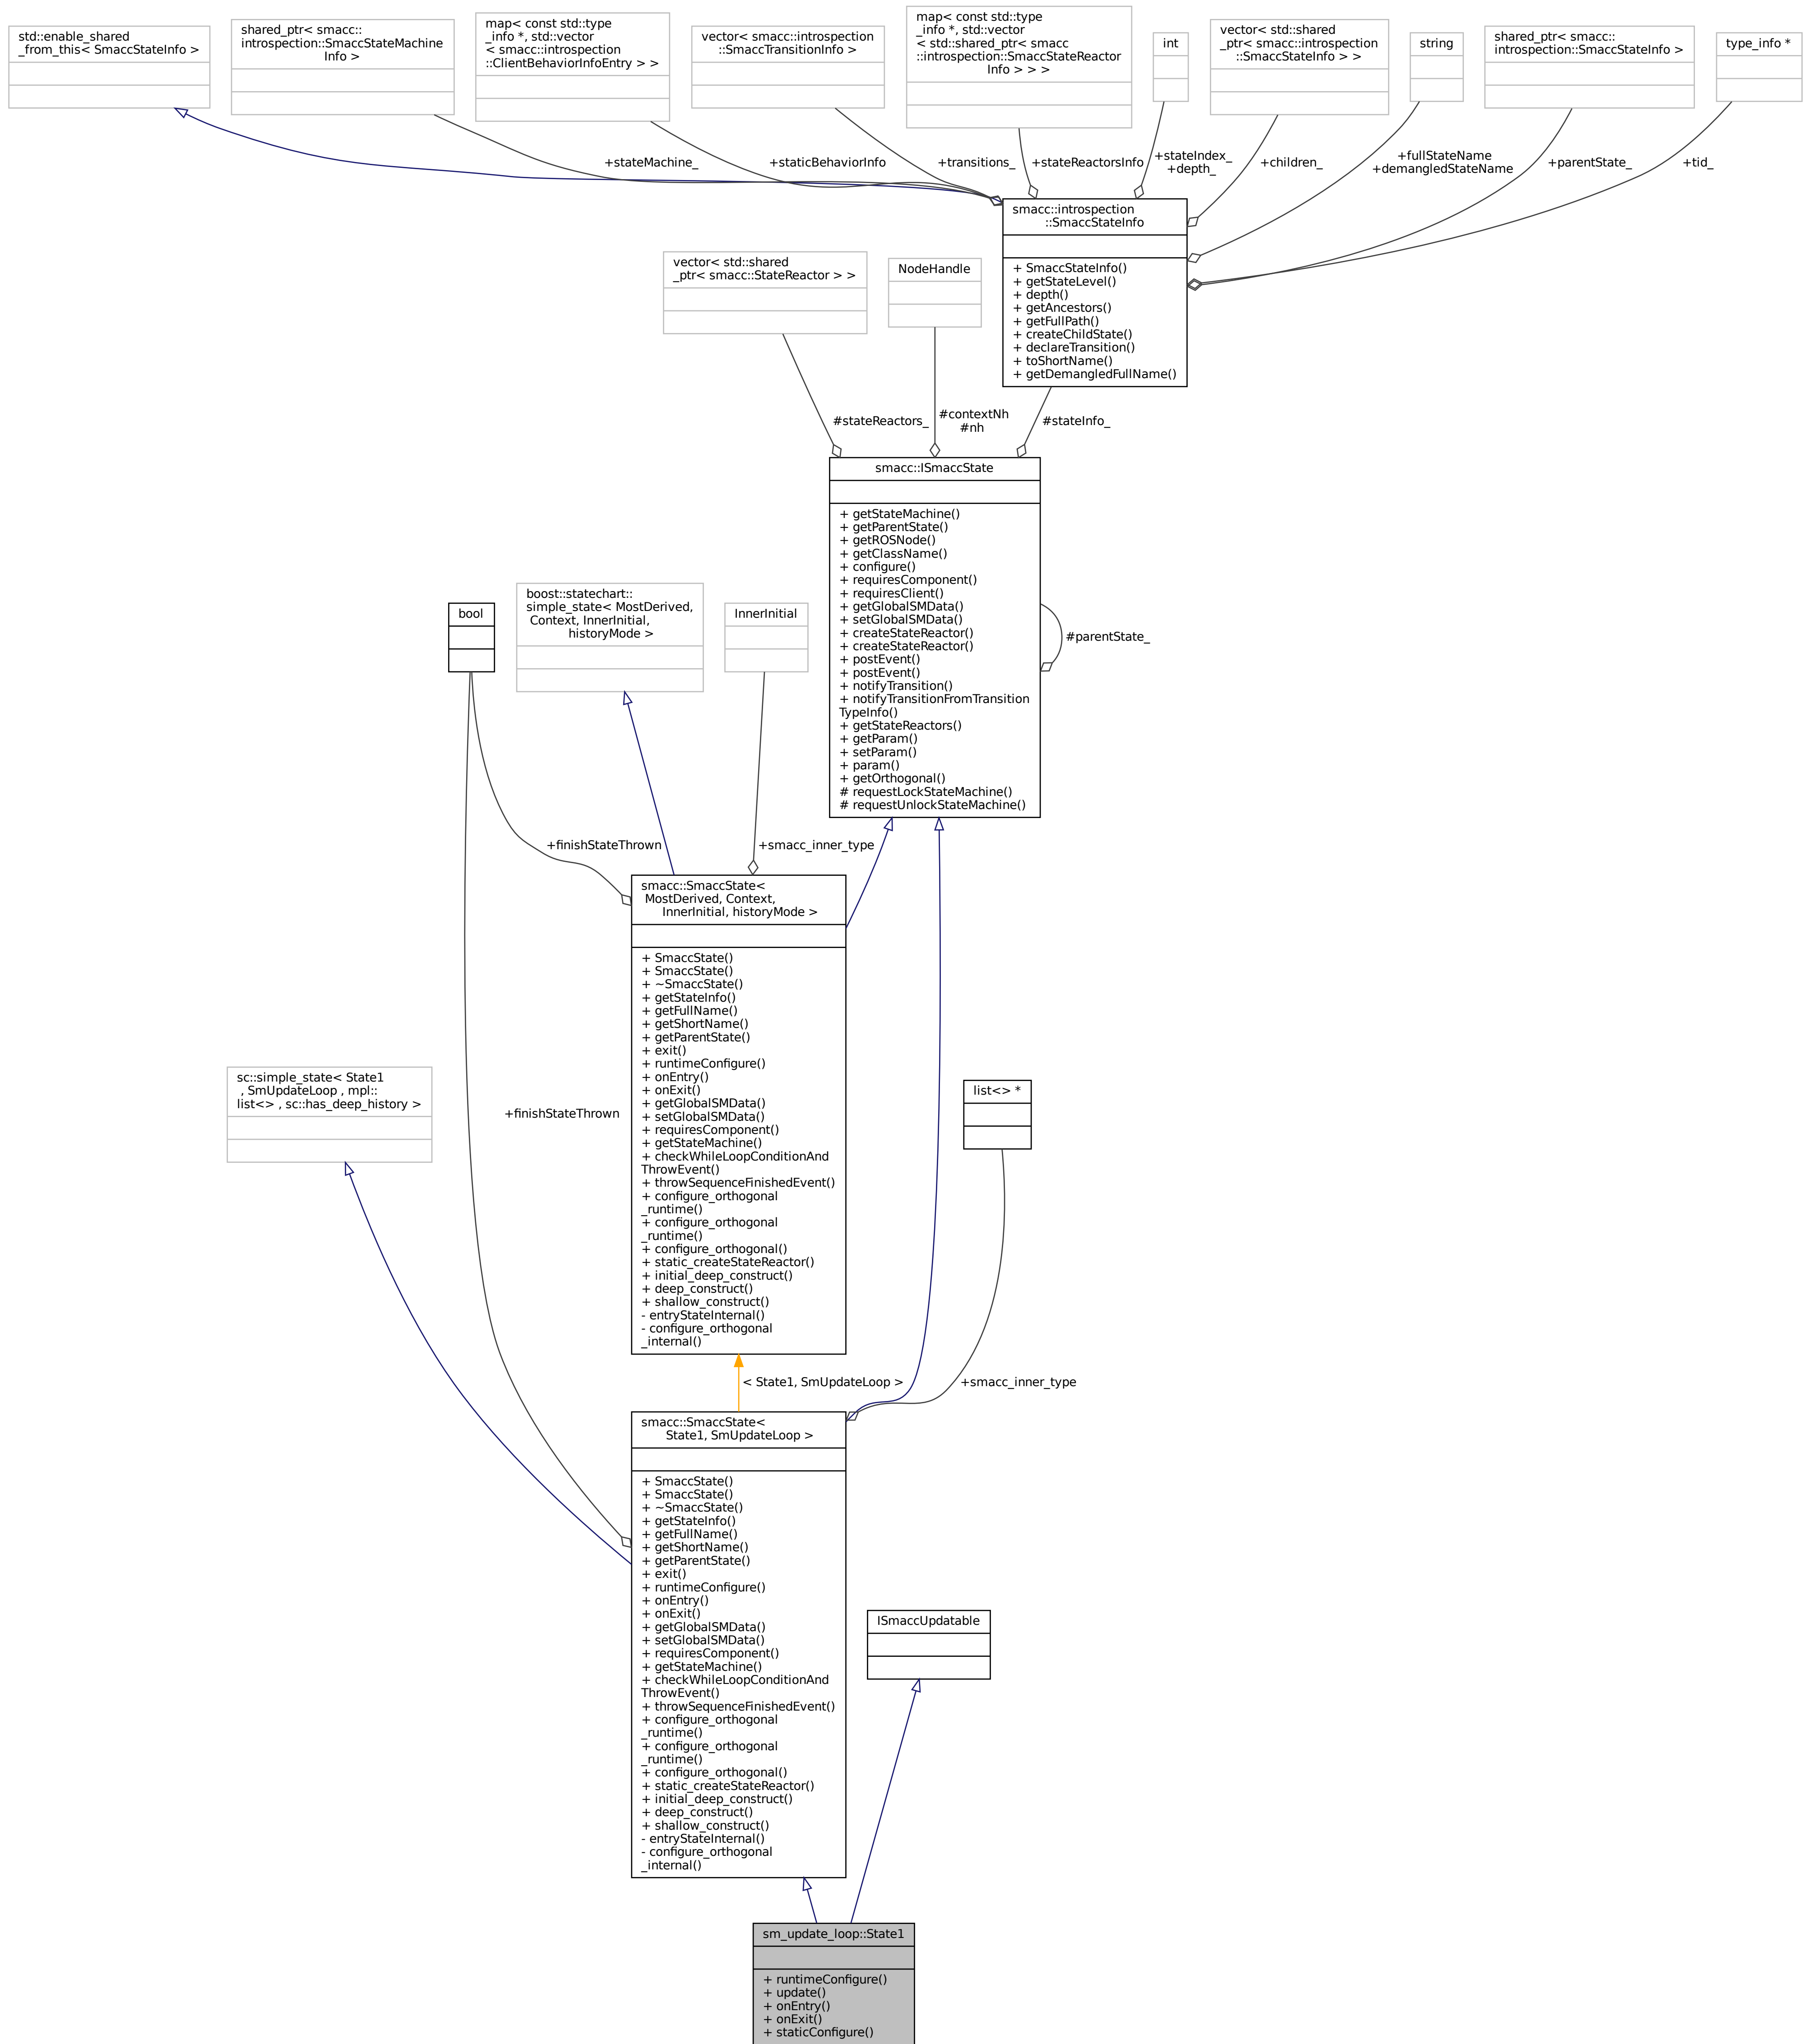 std::enable_shared
_from_this< SmaccStateInfo >
shared_ptr< smacc::
introspection::SmaccStateMachine
Info >
map< const std::type
_info *, std::vector
< smacc::introspection
::ClientBehaviorInfoEntry > >
vector< smacc::introspection
::SmaccTransitionInfo >
map< const std::type
_info *, std::vector
< std::shared_ptr< smacc
::introspection::SmaccStateReactor
Info > > >
int
vector< std::shared
_ptr< smacc::introspection
::SmaccStateInfo > >
string
shared_ptr< smacc::
introspection::SmaccStateInfo >
type_info *
+stateMachine_
+staticBehaviorInfo
+transitions_
+stateReactorsInfo
+stateIndex_
+depth_
+children_
+fullStateName
+demangledStateName
+parentState_
+tid_
smacc::introspection
::SmaccStateInfo
+ SmaccStateInfo()
+ getStateLevel()
+ depth()
+ getAncestors()
+ getFullPath()
+ createChildState()
+ declareTransition()
+ toShortName()
+ getDemangledFullName()
vector< std::shared
_ptr< smacc::StateReactor > >
NodeHandle
#stateReactors_
#contextNh
#nh
#stateInfo_
smacc::ISmaccState
+ getStateMachine()
+ getParentState()
+ getROSNode()
+ getClassName()
+ configure()
+ requiresComponent()
+ requiresClient()
+ getGlobalSMData()
+ setGlobalSMData()
+ createStateReactor()
+ createStateReactor()
+ postEvent()
+ postEvent()
+ notifyTransition()
+ notifyTransitionFromTransition
TypeInfo()
+ getStateReactors()
+ getParam()
+ setParam()
+ param()
+ getOrthogonal()
# requestLockStateMachine()
# requestUnlockStateMachine()
#parentState_
bool
boost::statechart::
simple_state< MostDerived,
Context, InnerInitial,
historyMode >
InnerInitial
+finishStateThrown
+smacc_inner_type
smacc::SmaccState<
MostDerived, Context,
InnerInitial, historyMode >
+ SmaccState()
+ SmaccState()
+ ~SmaccState()
+ getStateInfo()
+ getFullName()
+ getShortName()
+ getParentState()
+ exit()
+ runtimeConfigure()
+ onEntry()
+ onExit()
+ getGlobalSMData()
+ setGlobalSMData()
+ requiresComponent()
+ getStateMachine()
+ checkWhileLoopConditionAnd
ThrowEvent()
+ throwSequenceFinishedEvent()
+ configure_orthogonal
_runtime()
+ configure_orthogonal
_runtime()
+ configure_orthogonal()
+ static_createStateReactor()
+ initial_deep_construct()
+ deep_construct()
+ shallow_construct()
- entryStateInternal()
- configure_orthogonal
_internal()
sc::simple_state< State1
, SmUpdateLoop , mpl::
list<> , sc::has_deep_history >
+finishStateThrown
list<> *
< State1, SmUpdateLoop >
+smacc_inner_type
smacc::SmaccState<
State1, SmUpdateLoop >
+ SmaccState()
+ SmaccState()
+ ~SmaccState()
+ getStateInfo()
+ getFullName()
+ getShortName()
+ getParentState()
+ exit()
+ runtimeConfigure()
+ onEntry()
+ onExit()
+ getGlobalSMData()
+ setGlobalSMData()
+ requiresComponent()
+ getStateMachine()
+ checkWhileLoopConditionAnd
ThrowEvent()
+ throwSequenceFinishedEvent()
+ configure_orthogonal
_runtime()
+ configure_orthogonal
_runtime()
+ configure_orthogonal()
+ static_createStateReactor()
+ initial_deep_construct()
+ deep_construct()
+ shallow_construct()
- entryStateInternal()
- configure_orthogonal
_internal()
ISmaccUpdatable
sm_update_loop::State1
+ runtimeConfigure()
+ update()
+ onEntry()
+ onExit()
+ staticConfigure()